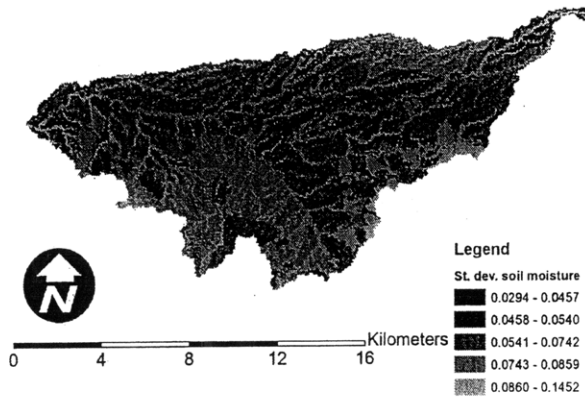 N
Kilometers
0 4 8 12 16
Legend
St. dev. soil moisture
0.0294 - 0.0457
0.0458 - 0.0540
0.0541 - 0.0742
0.0743 - 0.0859
0.0860 - 0.1452